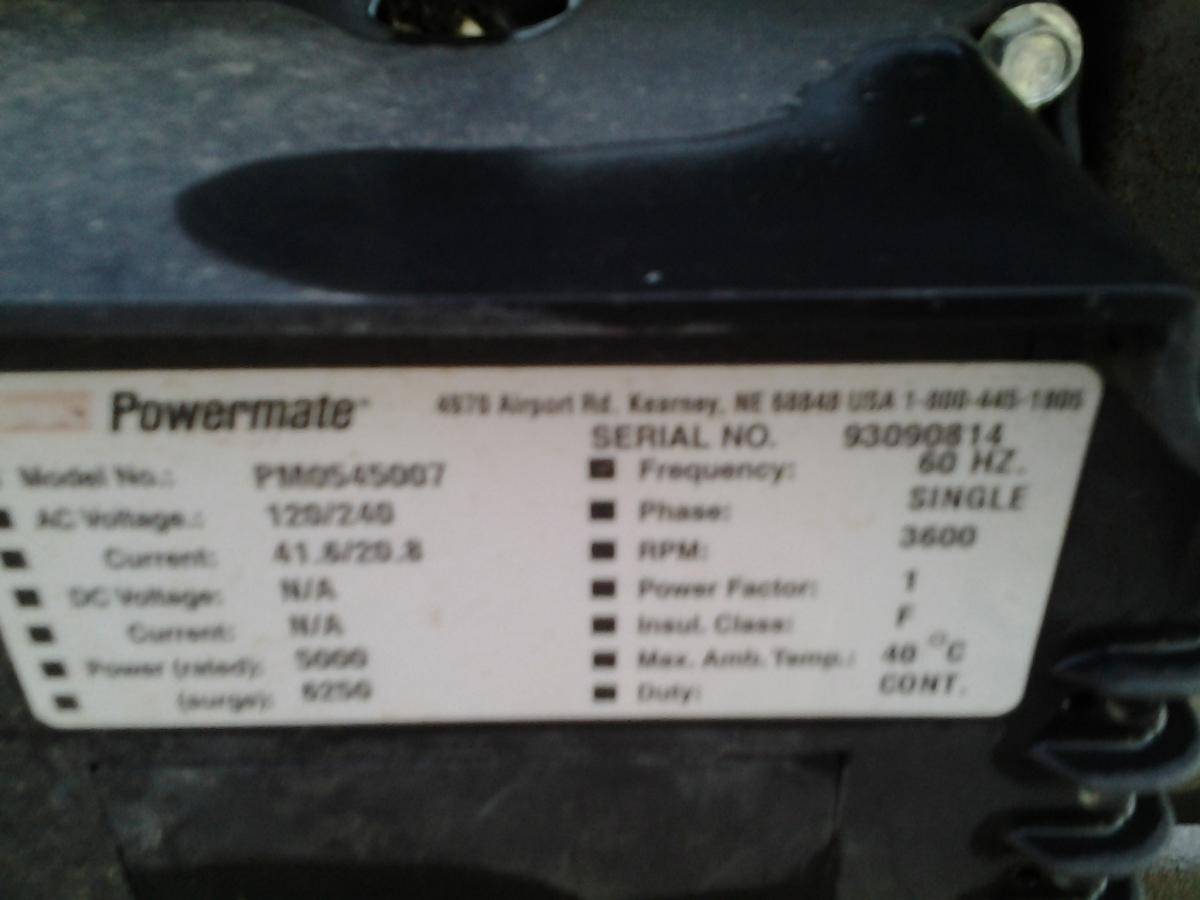 Powermate™ 4970 Airport Rd. Kearney, NE 68848 USA 1-800-445-1805
SERIAL NO. 93090814
Model No.: PM0545007
AC Voltage.: 120/240
Current: 41.6/20.8
DC Voltage: N/A
Current: N/A
Power (rated): 5000
(surge): 6250
Frequency: 60 HZ.
Phase: SINGLE
RPM: 3600
Power Factor: 1
Insul. Class: F
Max. Amb. Temp.: 40 °C
Duty: CONT.